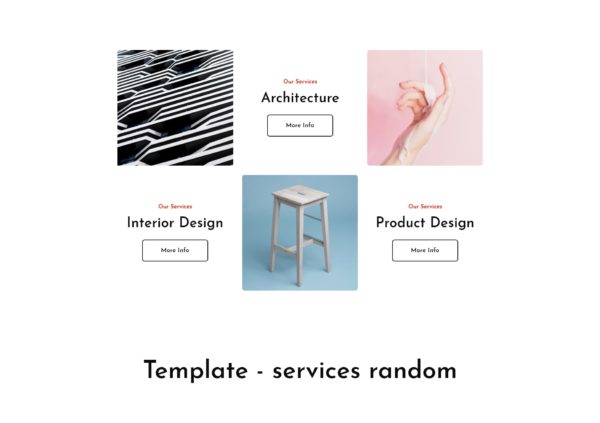 Our Services
Architecture
More Info
Our Services
Interior Design
More Info
Our Services
Product Design
More Info
Template - services random